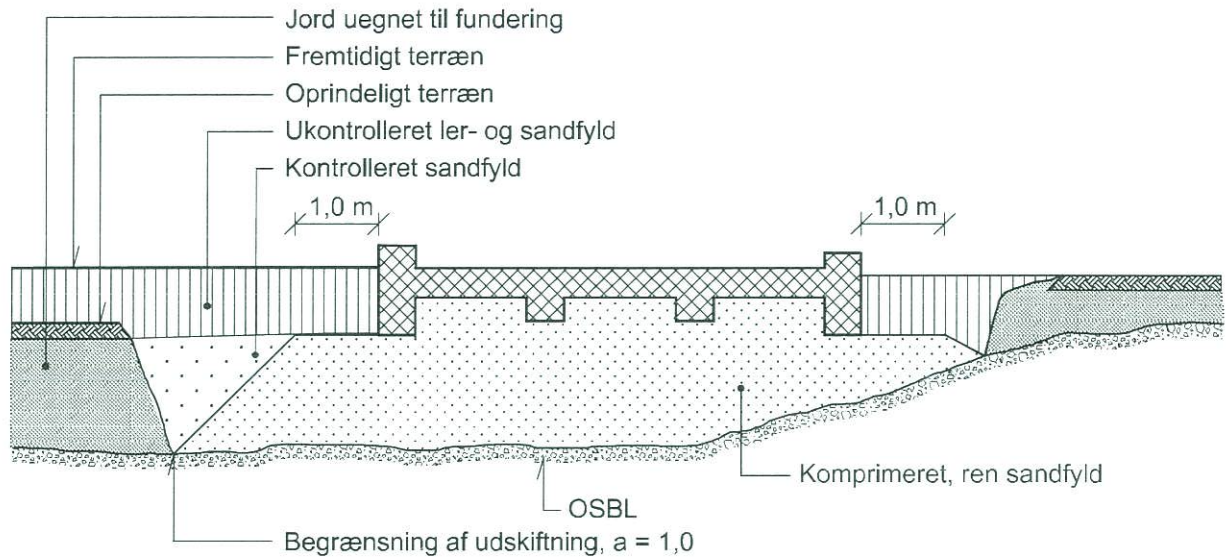 Jord uegnet til fundering
Fremtidigt terræn
Oprindeligt terræn
Ukontrolleret ler- og sandfyld
Kontrolleret sandfyld
1,0 m
1,0 m
Komprimeret, ren sandfyld
OSBL
Begrænsning af udskiftning, a = 1,0